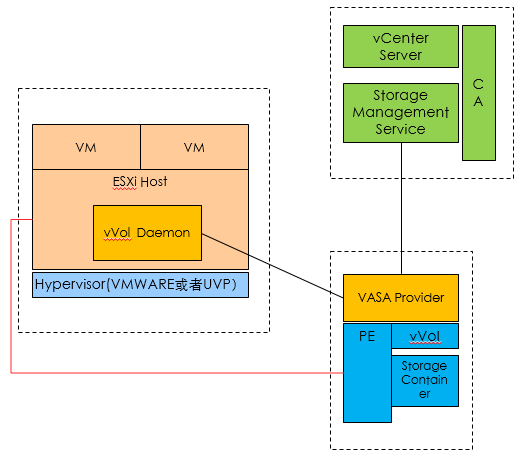 vCenter
Server
Storage
Management
Service
C
A
VM
VM
ESXi Host
vVol Daemon
Hypervisor(VMWARE或者UVP)
VASA Provider
PE
vVol
Storage
Contain
er